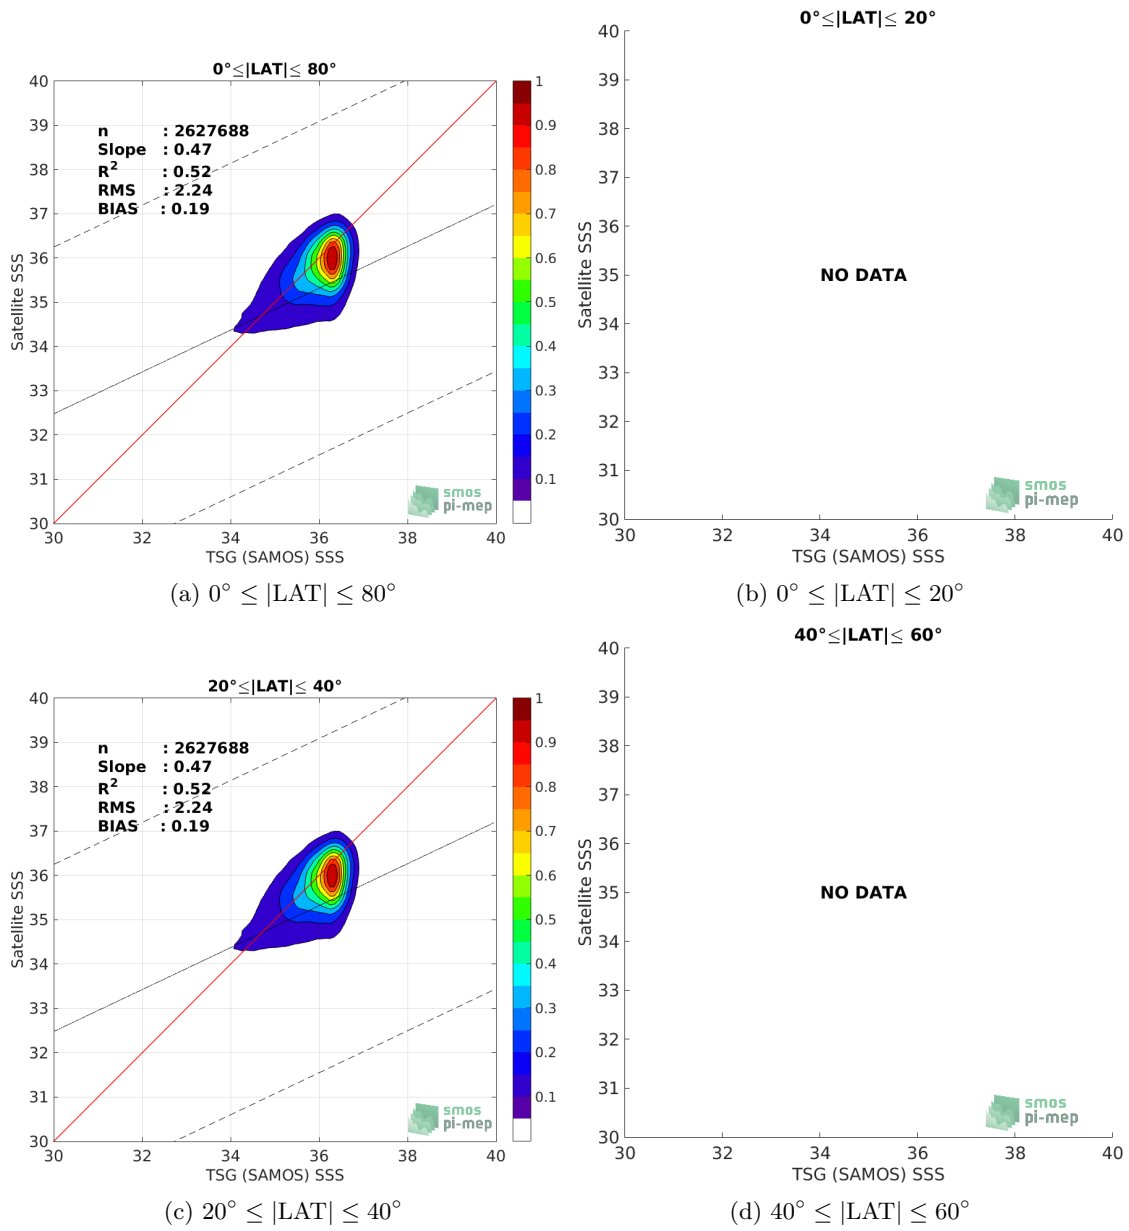 0°≤|LAT|≤ 80°
40
39
38
37
36
35
34
33
32
31
30
Satellite SSS
n : 2627688
Slope : 0.47
R² : 0.52
RMS : 2.24
BIAS : 0.19
1
0.9
0.8
0.7
0.6
0.5
0.4
0.3
0.2
0.1
smos
pi-mep
30 32 34 36 38 40
TSG (SAMOS) SSS
(a) 0° ≤ |LAT| ≤ 80°
0°≤|LAT|≤ 20°
40
39
38
37
36
35
34
33
32
31
30
Satellite SSS
NO DATA
smos
pi-mep
30 32 34 36 38 40
TSG (SAMOS) SSS
(b) 0° ≤ |LAT| ≤ 20°
20°≤|LAT|≤ 40°
40
39
38
37
36
35
34
33
32
31
30
Satellite SSS
n : 2627688
Slope : 0.47
R² : 0.52
RMS : 2.24
BIAS : 0.19
1
0.9
0.8
0.7
0.6
0.5
0.4
0.3
0.2
0.1
smos
pi-mep
30 32 34 36 38 40
TSG (SAMOS) SSS
(c) 20° ≤ |LAT| ≤ 40°
40°≤|LAT|≤ 60°
40
39
38
37
36
35
34
33
32
31
30
Satellite SSS
NO DATA
smos
pi-mep
30 32 34 36 38 40
TSG (SAMOS) SSS
(d) 40° ≤ |LAT| ≤ 60°